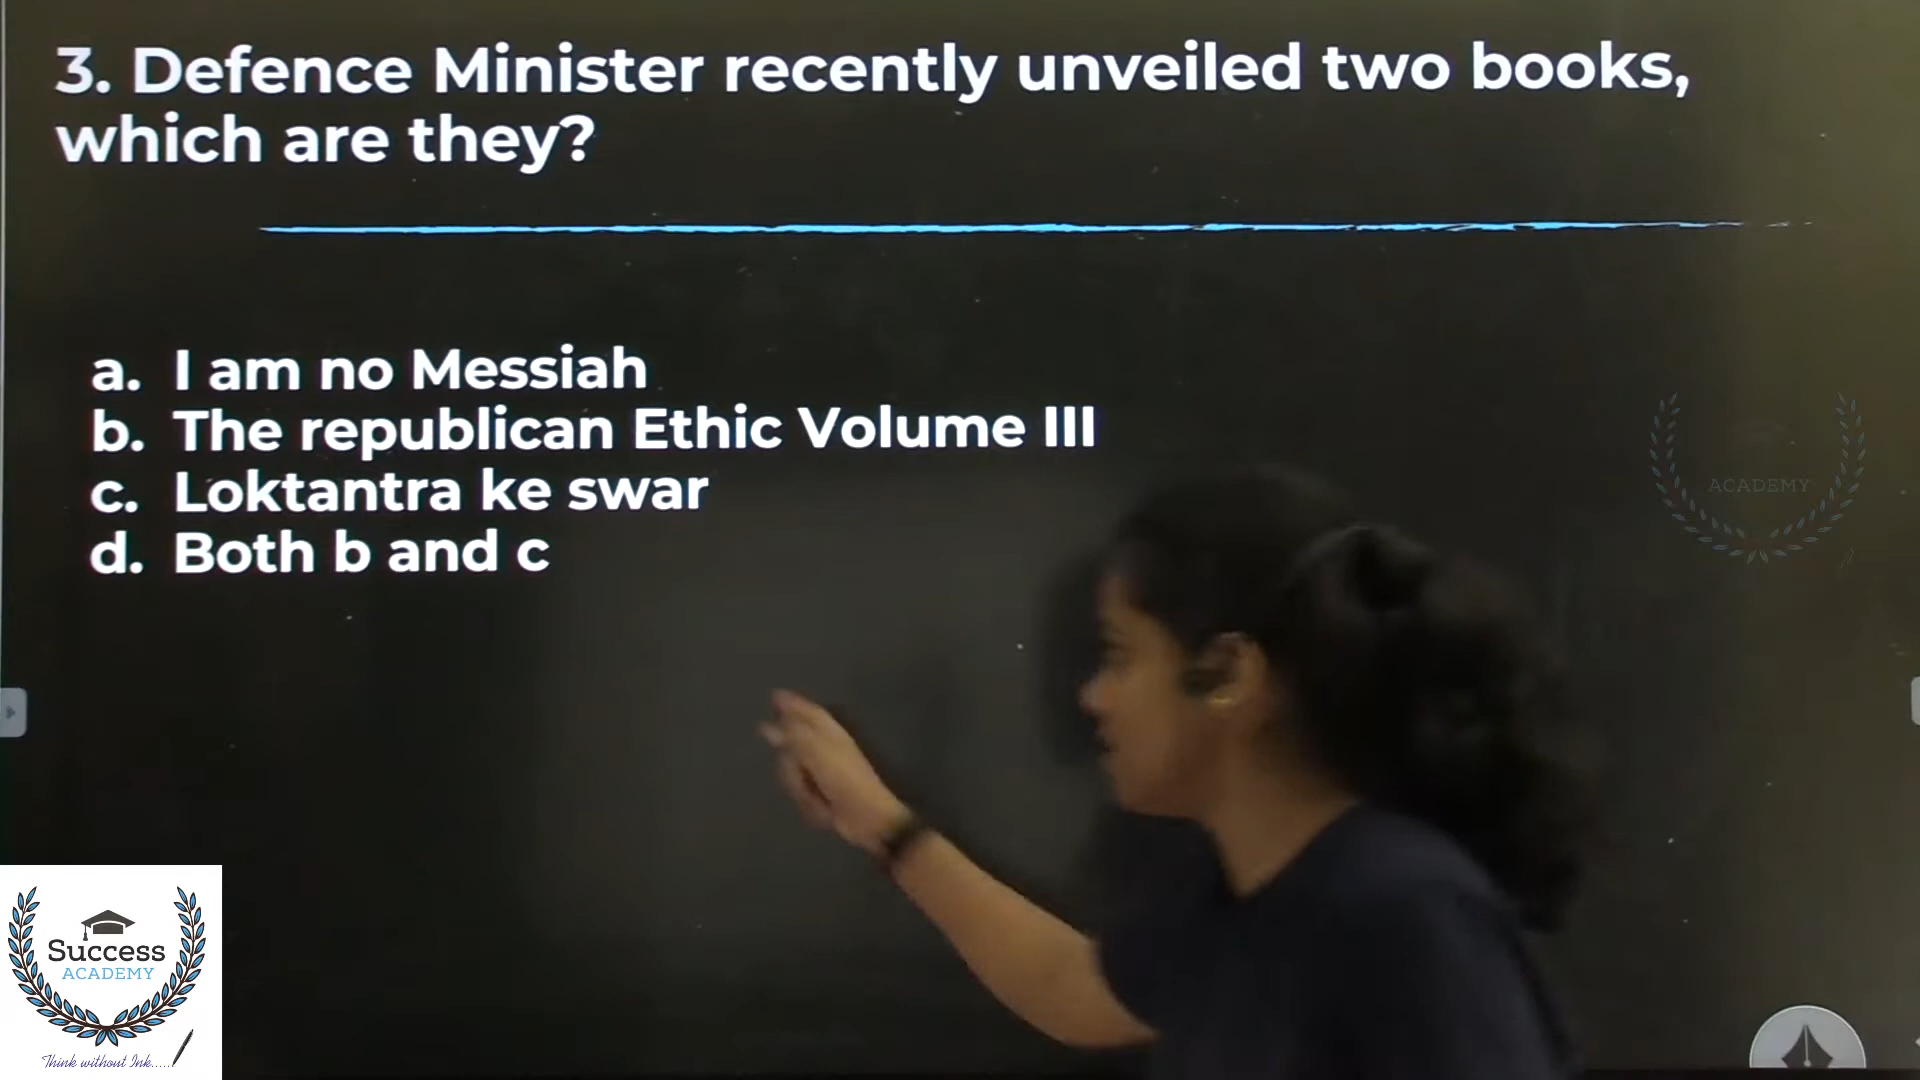 3. Defence Minister recently unveiled two books,
which are they?
a. I am no Messiah
b. The republican Ethic Volume III
c. Loktantra ke swar
d. Both b and c
ACADEMY
Success
ACADEMY
Think without Ink......